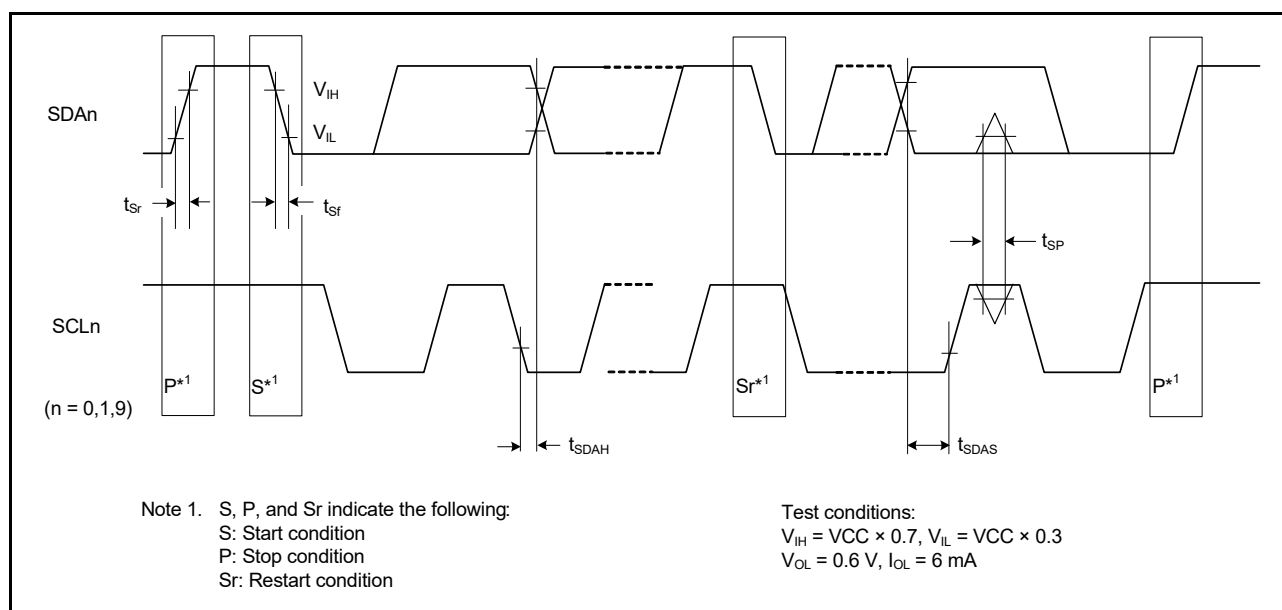 SDAn
V_IH
V_IL
t_Sr
t_Sf
t_SP
SCLn
P*¹
S*¹
Sr*¹
P*¹
(n = 0,1,9)
t_SDAH
t_SDAS
Note 1. S, P, and Sr indicate the following:
S: Start condition
P: Stop condition
Sr: Restart condition
Test conditions:
V_IH = VCC × 0.7, V_IL = VCC × 0.3
V_OL = 0.6 V, I_OL = 6 mA